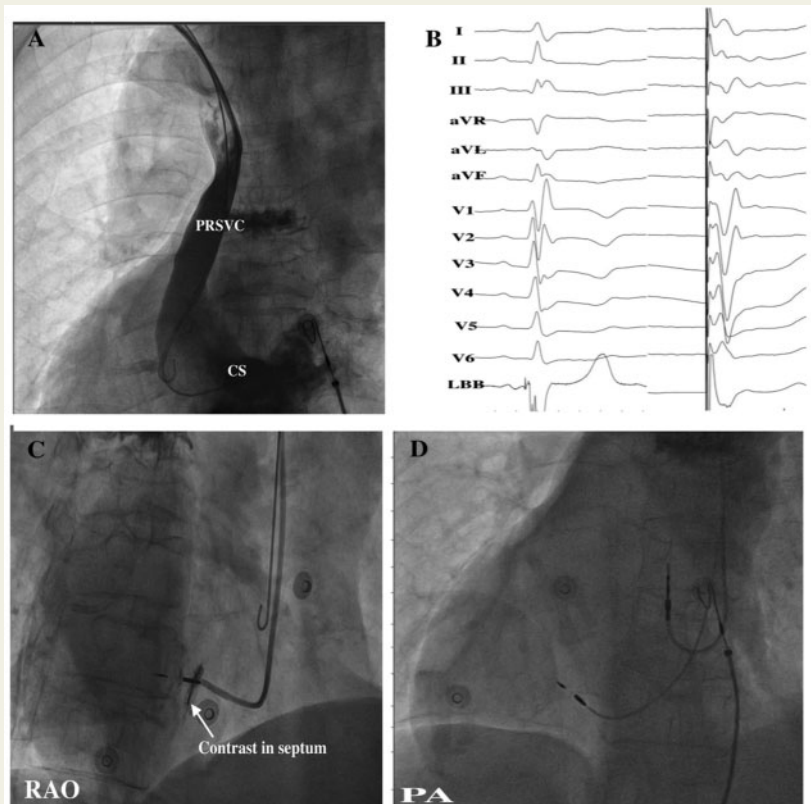 A
PRSVC
CS
B
I
II
III
aVR
aVL
aVF
V1
V2
V3
V4
V5
V6
LBB
C
Contrast in septum
RAO
D
PA